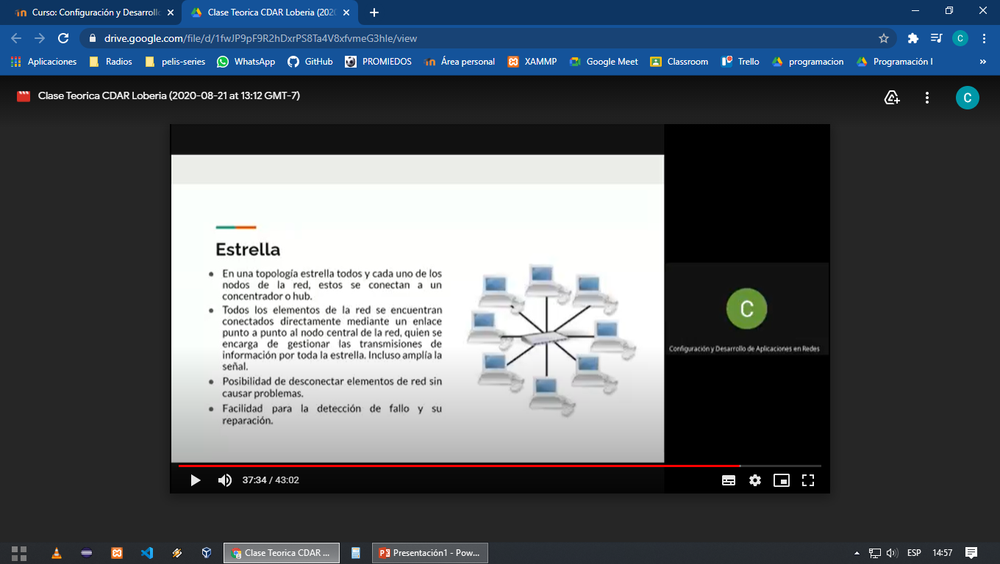 Curso: Configuración y Desarrollo
Clase Teorica CDAR Loberia (202
drive.google.com/file/d/1fwJP9pF9R2hDxrPS8Ta4V8xfvmeG3hIe/view
C
Aplicaciones
Radios
pelis-series
WhatsApp
GitHub
PROMIEDOS
Área personal
XAMMP
Google Meet
Classroom
Trello
programacion
Programación I
»
Clase Teorica CDAR Loberia (2020-08-21 at 13:12 GMT-7)
C
Estrella
• En una topología estrella todos y cada uno de los
nodos de la red, estos se conectan a un
concentrador o hub.
• Todos los elementos de la red se encuentran
conectados directamente mediante un enlace
punto a punto al nodo central de la red, quien se
encarga de gestionar las transmisiones de
información por toda la estrella. Incluso amplía la
señal.
• Posibilidad de desconectar elementos de red sin
causar problemas.
• Facilidad para la detección de fallo y su
reparación.
C
Configuración y Desarrollo de Aplicaciones en Redes
37:34 / 43:02
Clase Teorica CDAR ...
Presentación1 - Pow...
ESP
14:57